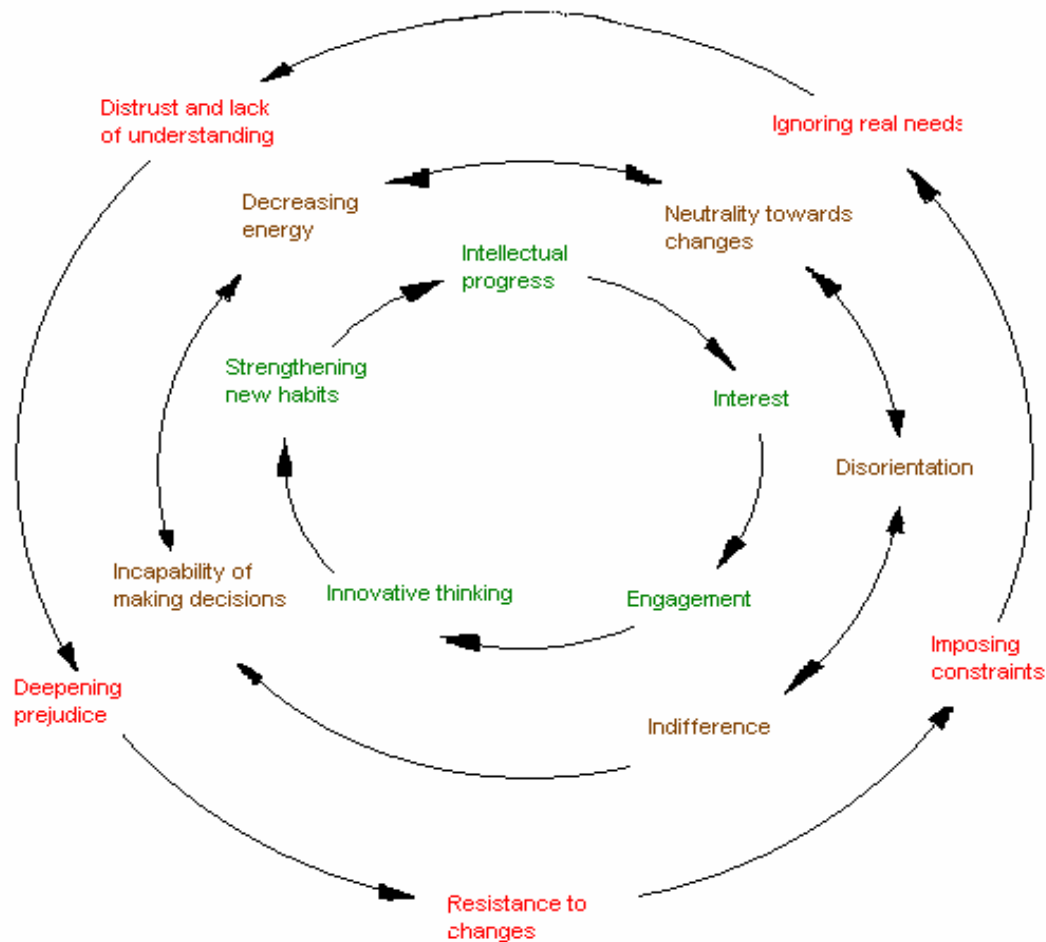 Distrust and lack
of understanding
Ignoring real needs
Decreasing
energy
Neutrality towards
changes
Intellectual
progress
Strengthening
new habits
Interest
Disorientation
Incapability of
making decisions
Innovative thinking
Engagement
Imposing
constraints
Deepening
prejudice
Indifference
Resistance to
changes